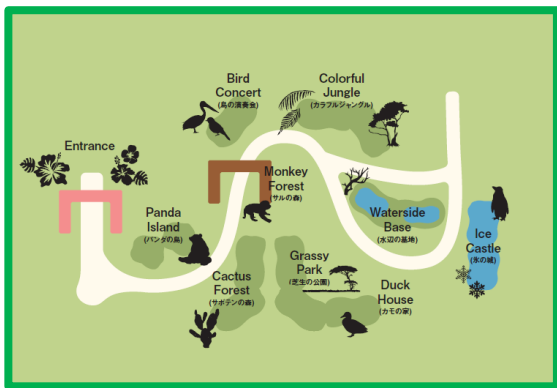 Bird
Concert
(鳥の演奏会)
Colorful
Jungle
(カラフルジャングル)
Entrance
Monkey
Forest
(サルの森)
Panda
Island
(パンダの島)
Waterside
Base
(水辺の基地)
Ice
Castle
(氷の城)
Cactus
Forest
(サボテンの森)
Grassy
Park
(芝生の公園)
Duck
House
(カモの家)